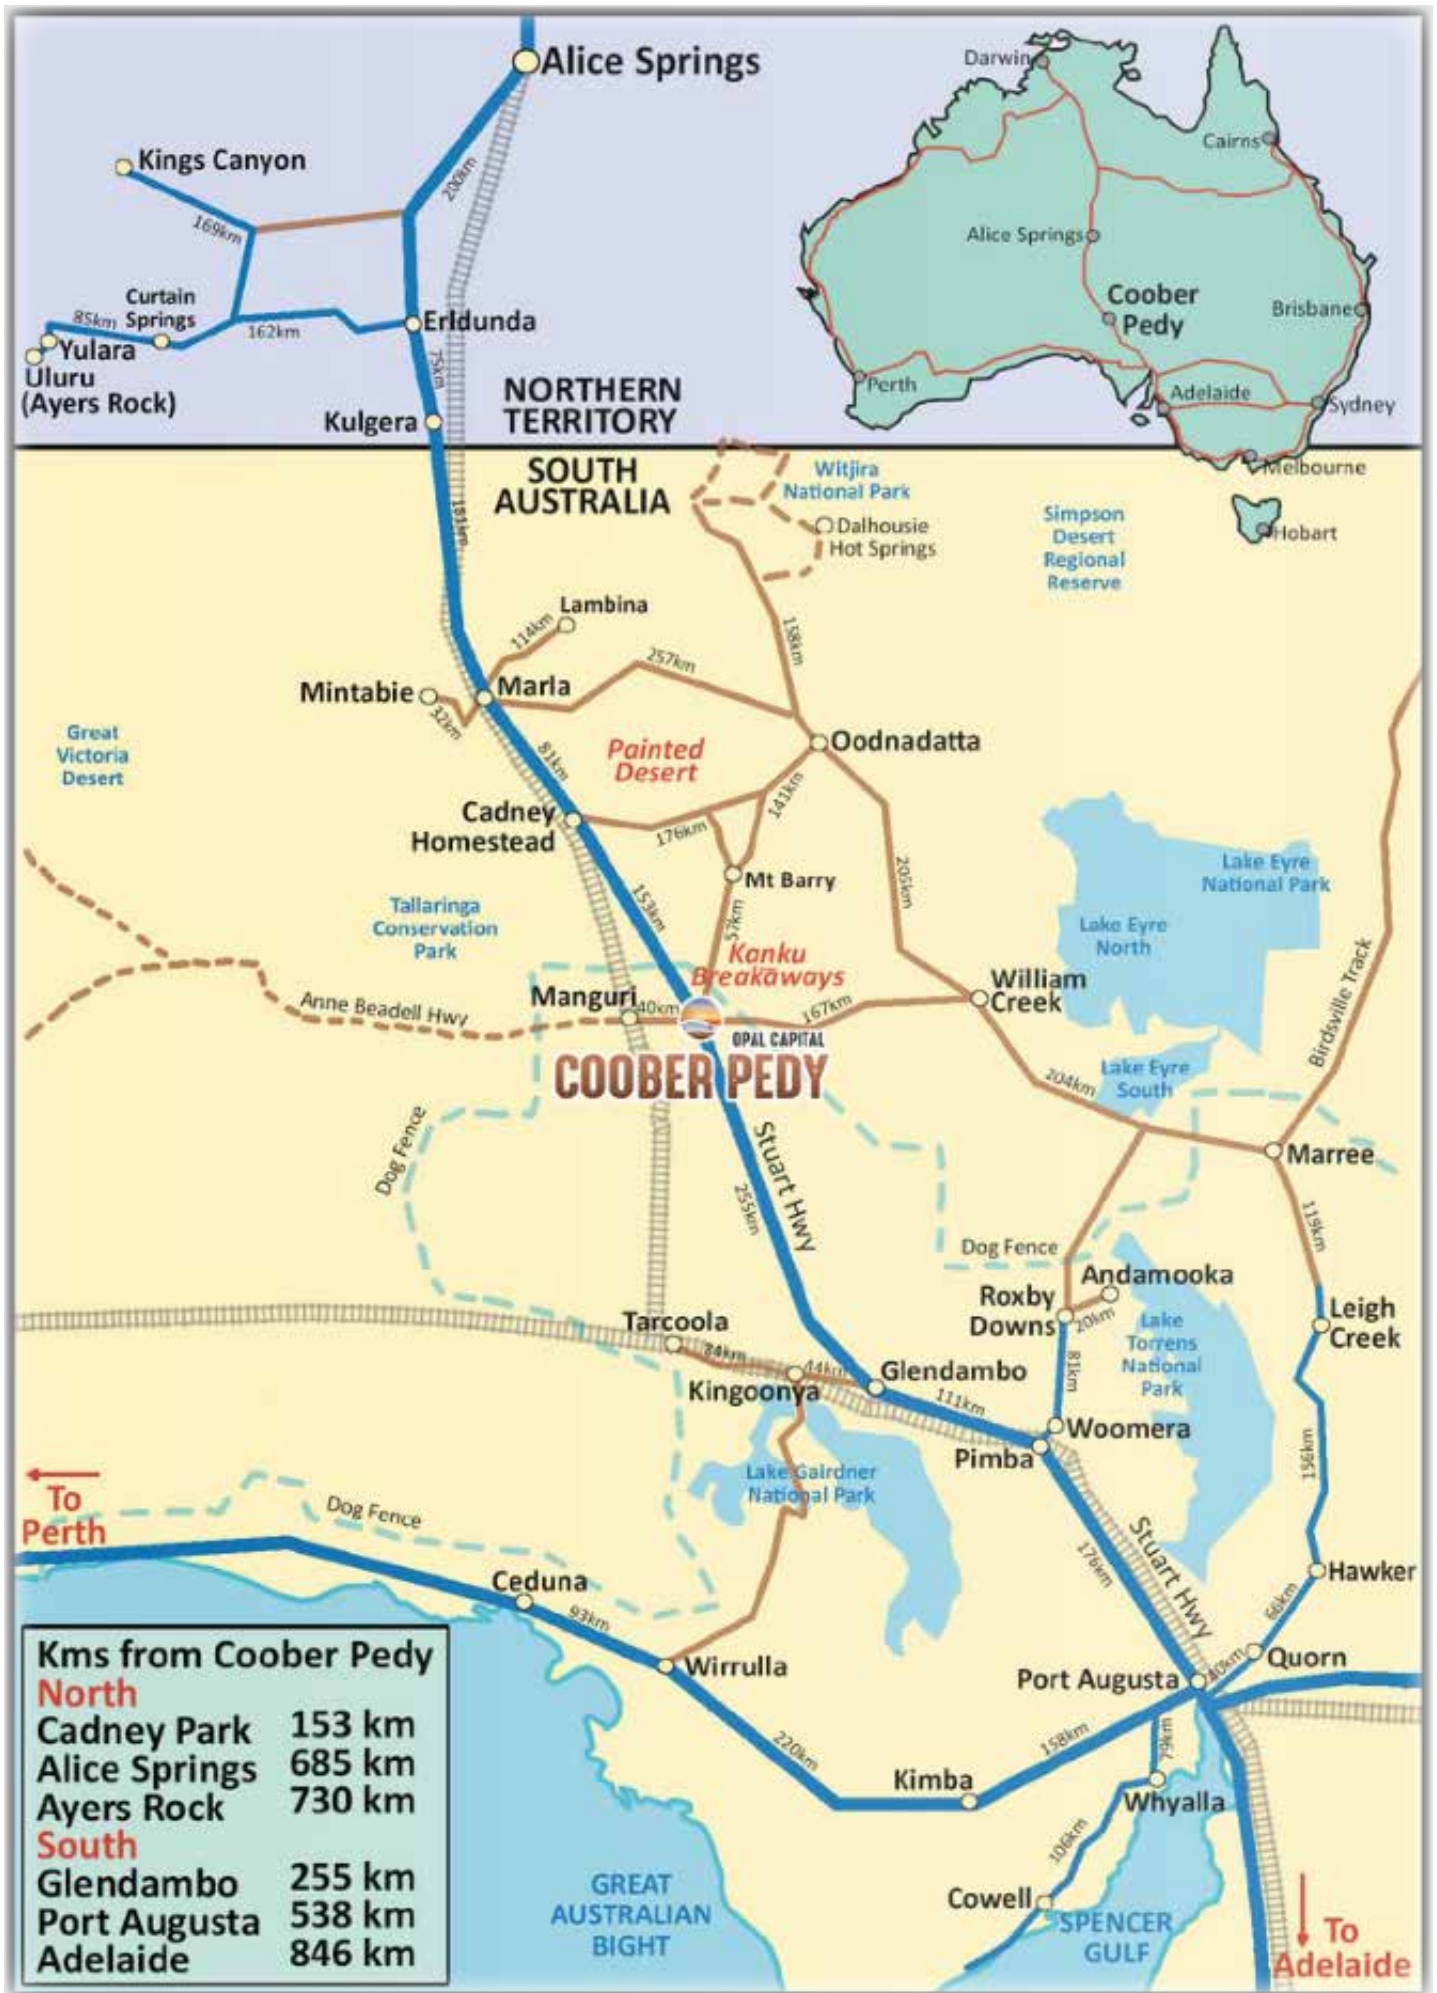 Alice Springs
Darwin
Cairns
Kings Canyon
200km
169km
Alice Springs
Curtain
Springs
Coober
Pedy
Brisbane
85km
162km
Erldunda
Yulara
75km
Uluru
(Ayers Rock)
Perth
Adelaide
Sydney
NORTHERN
TERRITORY
Kulgera
SOUTH
AUSTRALIA
Witjira
National Park
Melbourne
181km
Dalhousie
Hot Springs
Simpson
Desert
Regional
Reserve
Hobart
Lambina
114km
158km
257km
Mintabie
Marla
32km
Great
Victoria
Desert
Painted
Desert
Oodnadatta
81km
141km
Cadney
Homestead
176km
Mt Barry
205km
Lake Eyre
National Park
Tallaringa
Conservation
Park
153km
57km
Lake Eyre
North
Kanku
Breakaways
William
Creek
Manguri
40km
167km
Anne Beadell Hwy
Birdsville Track
OPAL CAPITAL
COOBER PEDY
204km
Lake Eyre
South
Dog Fence
Stuart Hwy
255km
Marree
119km
Dog Fence
Andamooka
Roxby
Downs
20km
Leigh
Creek
Tarcoola
84km
44km
Glendambo
Kingoonya
111km
81km
Lake
Torrens
National
Park
Woomera
Pimba
156km
Lake Gairdner
National Park
To
Perth
Dog Fence
Stuart Hwy
176km
Hawker
Ceduna
93km
66km
Quorn
40km
Wirrulla
Port Augusta
220km
158km
79km
Kimba
Whyalla
106km
Cowell
GREAT
AUSTRALIAN
BIGHT
SPENCER
GULF
To
Adelaide
Kms from Coober Pedy
North
Cadney Park 153 km
Alice Springs 685 km
Ayers Rock 730 km
South
Glendambo 255 km
Port Augusta 538 km
Adelaide 846 km